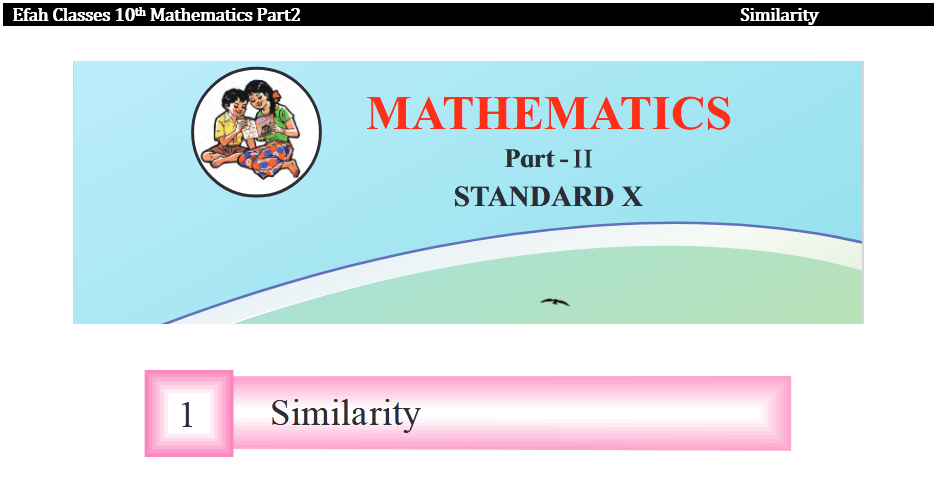 Efah Classes 10th Mathematics Part2 Similarity
MATHEMATICS
Part - II
STANDARD X
1 Similarity